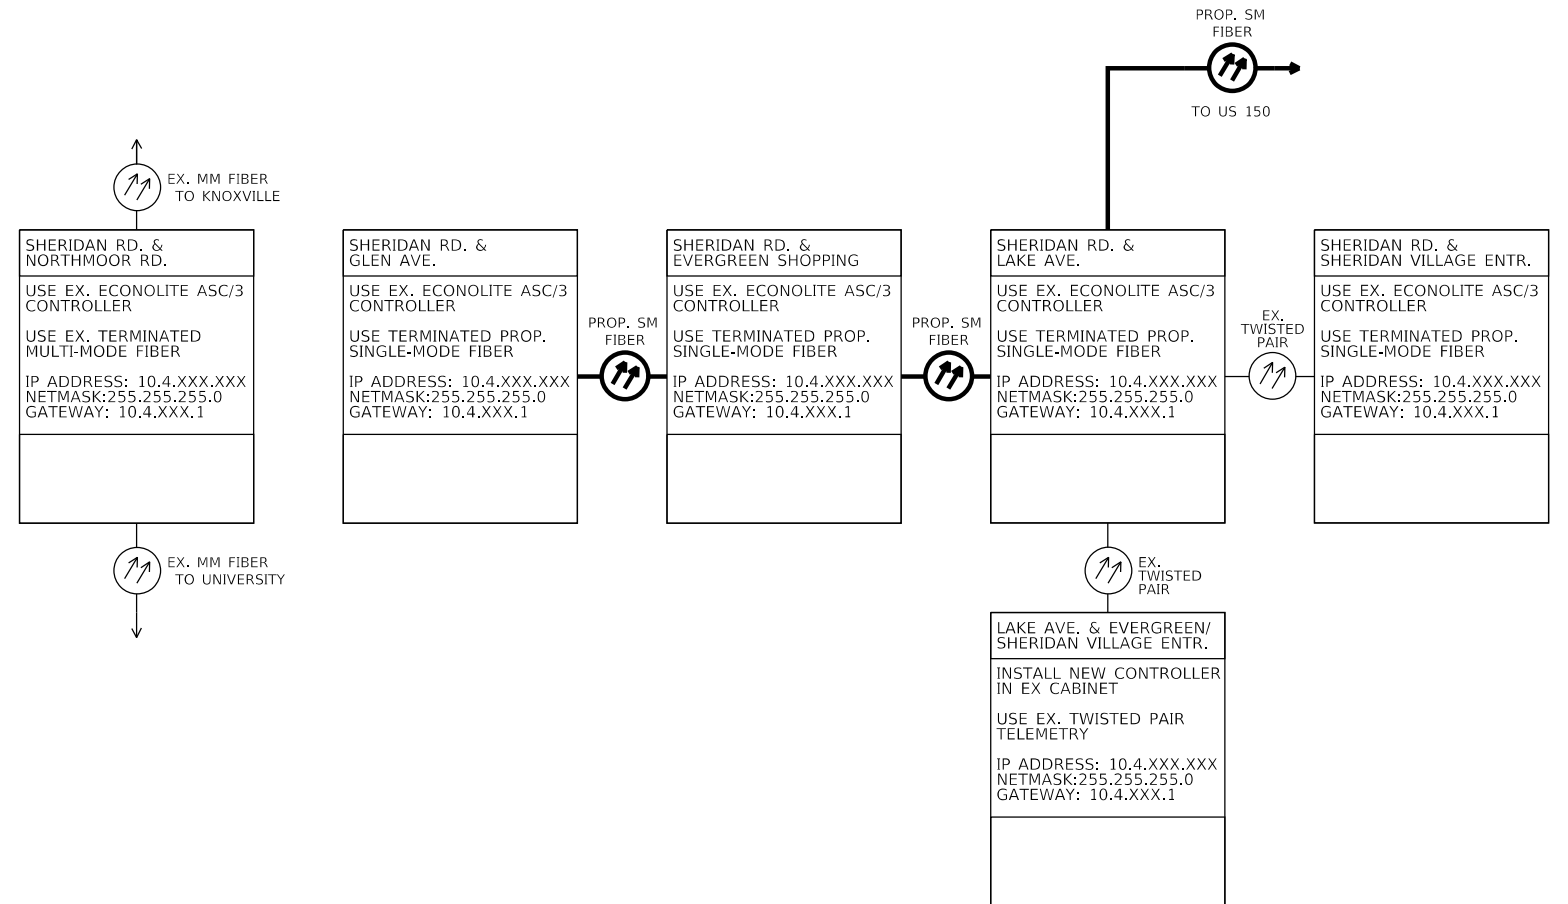 PROP. SM
FIBER
TO US 150
EX. MM FIBER
TO KNOXVILLE
SHERIDAN RD. &
NORTHMOOR RD.
USE EX. ECONOLITE ASC/3
CONTROLLER
USE EX. TERMINATED
MULTI-MODE FIBER
IP ADDRESS: 10.4.XXX.XXX
NETMASK:255.255.255.0
GATEWAY: 10.4.XXX.1
EX. MM FIBER
TO UNIVERSITY
SHERIDAN RD. &
GLEN AVE.
USE EX. ECONOLITE ASC/3
CONTROLLER
USE TERMINATED PROP.
SINGLE-MODE FIBER
IP ADDRESS: 10.4.XXX.XXX
NETMASK:255.255.255.0
GATEWAY: 10.4.XXX.1
PROP. SM
FIBER
SHERIDAN RD. &
EVERGREEN SHOPPING
USE EX. ECONOLITE ASC/3
CONTROLLER
USE TERMINATED PROP.
SINGLE-MODE FIBER
IP ADDRESS: 10.4.XXX.XXX
NETMASK:255.255.255.0
GATEWAY: 10.4.XXX.1
PROP. SM
FIBER
SHERIDAN RD. &
LAKE AVE.
USE EX. ECONOLITE ASC/3
CONTROLLER
USE TERMINATED PROP.
SINGLE-MODE FIBER
IP ADDRESS: 10.4.XXX.XXX
NETMASK:255.255.255.0
GATEWAY: 10.4.XXX.1
EX.
TWISTED
PAIR
SHERIDAN RD. &
SHERIDAN VILLAGE ENTR.
USE EX. ECONOLITE ASC/3
CONTROLLER
USE TERMINATED PROP.
SINGLE-MODE FIBER
IP ADDRESS: 10.4.XXX.XXX
NETMASK:255.255.255.0
GATEWAY: 10.4.XXX.1
EX.
TWISTED
PAIR
LAKE AVE. & EVERGREEN/
SHERIDAN VILLAGE ENTR.
INSTALL NEW CONTROLLER
IN EX CABINET
USE EX. TWISTED PAIR
TELEMETRY
IP ADDRESS: 10.4.XXX.XXX
NETMASK:255.255.255.0
GATEWAY: 10.4.XXX.1